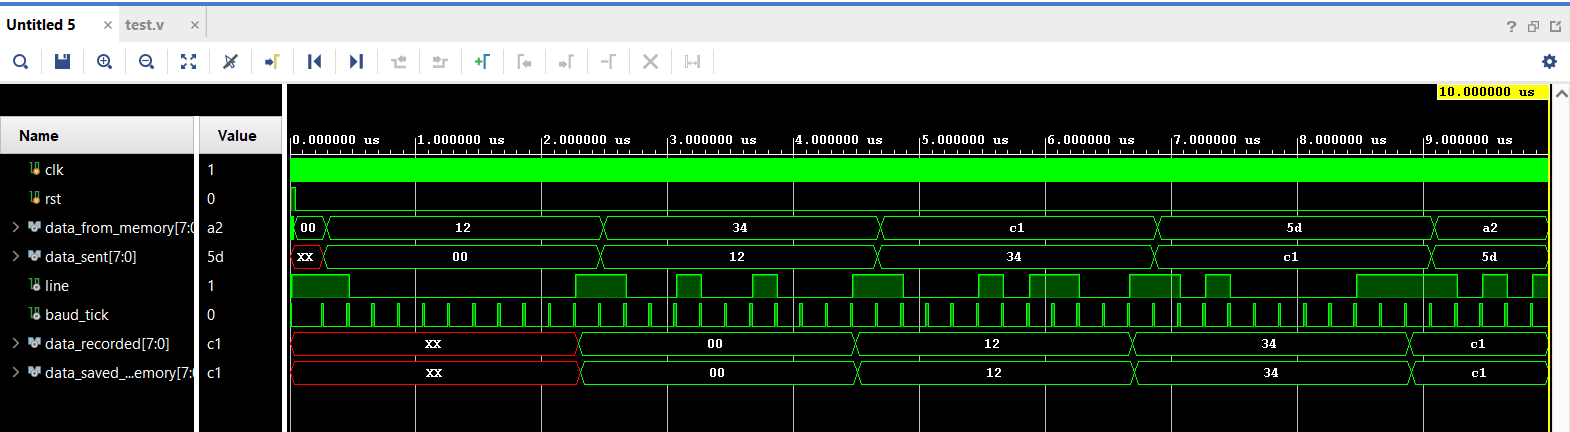 Untitled 5 × test.v ×
10.000000 us
Name Value 0.000000 us 1.000000 us 2.000000 us 3.000000 us 4.000000 us 5.000000 us 6.000000 us 7.000000 us 8.000000 us 9.000000 us
clk 1
rst 0
data_from_memory[7:0 a2 00 12 34 c1 5d a2
data_sent[7:0] 5d XX 00 12 34 c1 5d
line 1
baud_tick 0
data_recorded[7:0] c1 XX 00 12 34 c1
data_saved_...emory[7:0 c1 XX 00 12 34 c1